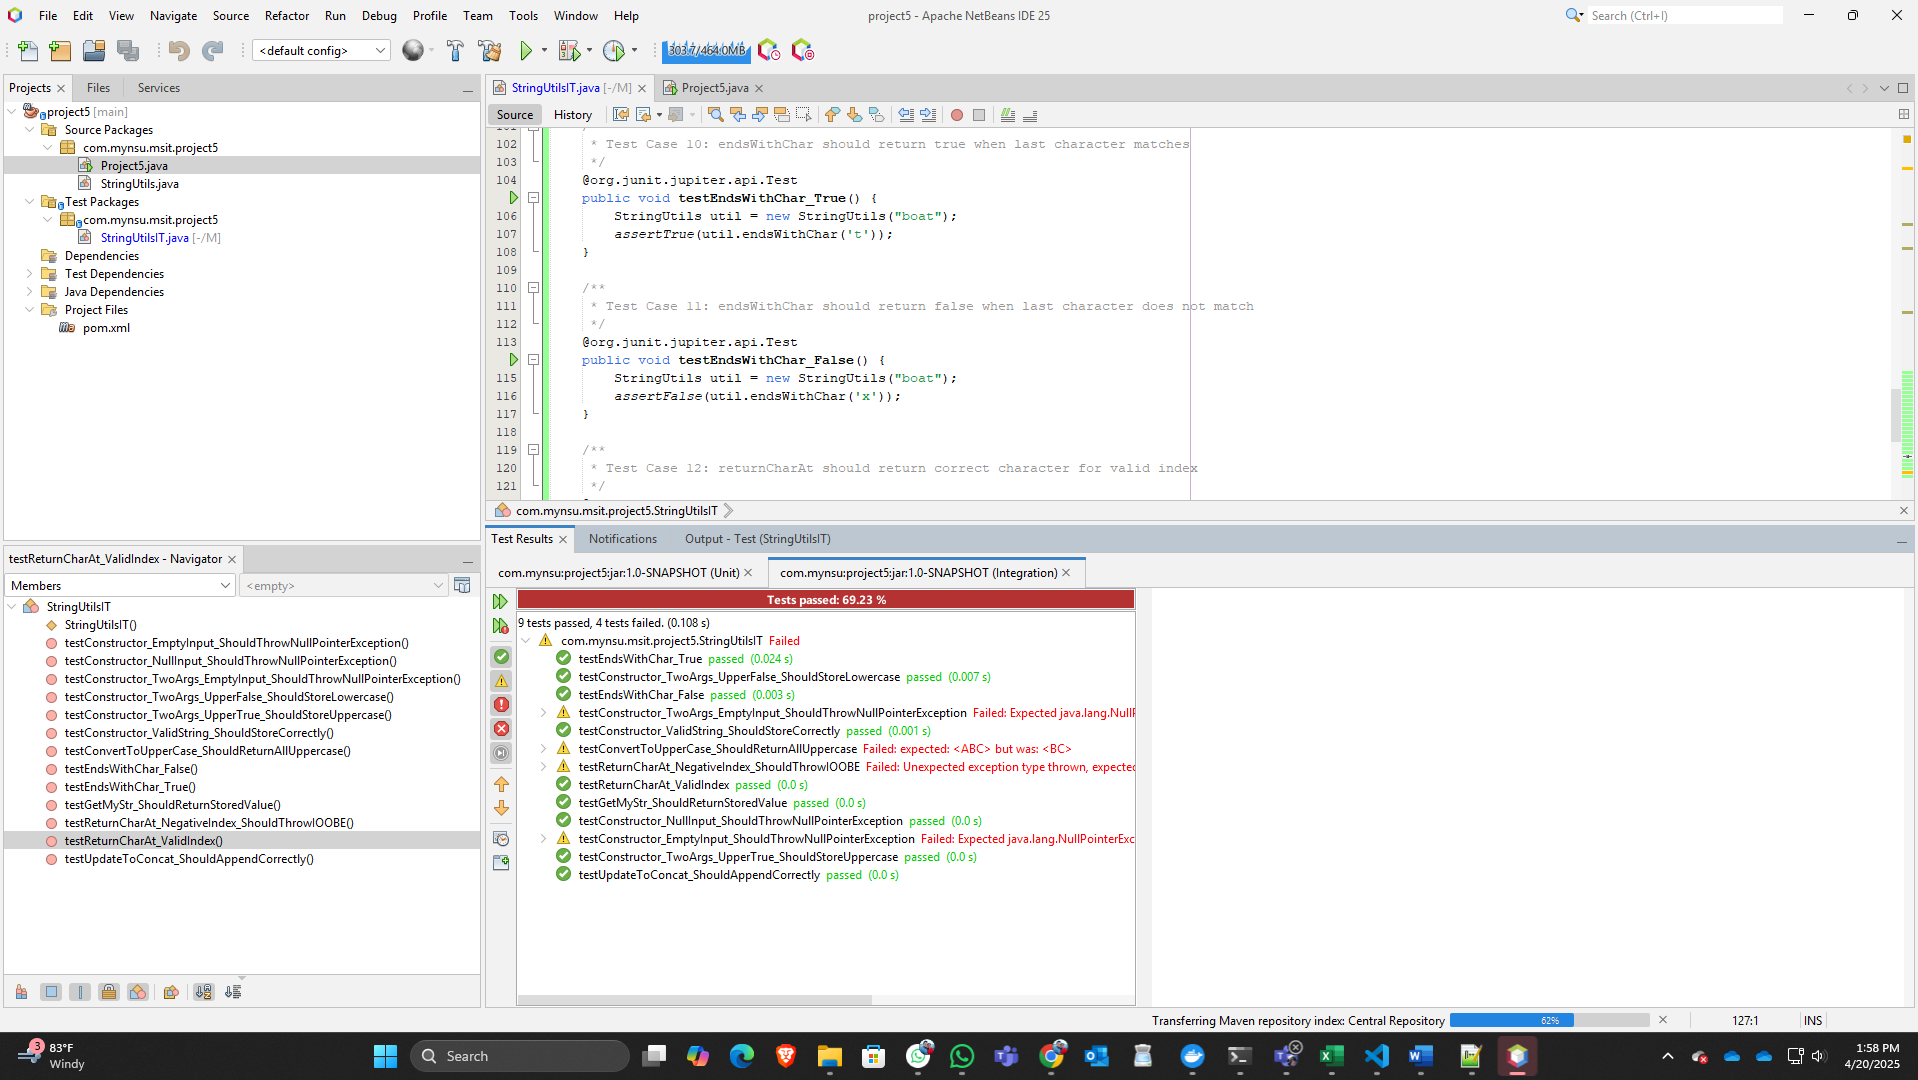 File Edit View Navigate Source Refactor Run Debug Profile Team Tools Window Help
project5 - Apache NetBeans IDE 25
Search (Ctrl+I)
<default config>
303.7/464.0MB
Projects Files Services
project5 [main]
Source Packages
com.mynsu.msit.project5
Project5.java
StringUtils.java
Test Packages
com.mynsu.msit.project5
StringUtilsIT.java [-/M]
Dependencies
Test Dependencies
Java Dependencies
Project Files
pom.xml
testReturnCharAt_ValidIndex - Navigator
Members <empty>
StringUtilsIT
StringUtilsIT()
testConstructor_EmptyInput_ShouldThrowNullPointerException()
testConstructor_NullInput_ShouldThrowNullPointerException()
testConstructor_TwoArgs_EmptyInput_ShouldThrowNullPointerException()
testConstructor_TwoArgs_UpperFalse_ShouldStoreLowercase()
testConstructor_TwoArgs_UpperTrue_ShouldStoreUppercase()
testConstructor_ValidString_ShouldStoreCorrectly()
testConvertToUpperCase_ShouldReturnAllUppercase()
testEndsWithChar_False()
testEndsWithChar_True()
testGetMyStr_ShouldReturnStoredValue()
testReturnCharAt_NegativeIndex_ShouldThrowIOOBE()
testReturnCharAt_ValidIndex()
testUpdateToConcat_ShouldAppendCorrectly()
StringUtilsIT.java [-/M] Project5.java
Source History
102 * Test Case 10: endsWithChar should return true when last character matches
103 */
104 @org.junit.jupiter.api.Test
public void testEndsWithChar_True() {
106 StringUtils util = new StringUtils("boat");
107 assertTrue(util.endsWithChar('t'));
108 }
109
110 /**
111 * Test Case 11: endsWithChar should return false when last character does not match
112 */
113 @org.junit.jupiter.api.Test
public void testEndsWithChar_False() {
115 StringUtils util = new StringUtils("boat");
116 assertFalse(util.endsWithChar('x'));
117 }
118
119 /**
120 * Test Case 12: returnCharAt should return correct character for valid index
121 */
com.mynsu.msit.project5.StringUtilsIT
Test Results Notifications Output - Test (StringUtilsIT)
com.mynsu:project5:jar:1.0-SNAPSHOT (Unit) com.mynsu:project5:jar:1.0-SNAPSHOT (Integration)
Tests passed: 69.23 %
9 tests passed, 4 tests failed. (0.108 s)
com.mynsu.msit.project5.StringUtilsIT Failed
testEndsWithChar_True passed (0.024 s)
testConstructor_TwoArgs_UpperFalse_ShouldStoreLowercase passed (0.007 s)
testEndsWithChar_False passed (0.003 s)
testConstructor_TwoArgs_EmptyInput_ShouldThrowNullPointerException Failed: Expected java.lang.Null
testConstructor_ValidString_ShouldStoreCorrectly passed (0.001 s)
testConvertToUpperCase_ShouldReturnAllUppercase Failed: expected: <ABC> but was: <BC>
testReturnCharAt_NegativeIndex_ShouldThrowIOOBE Failed: Unexpected exception type thrown, expected
testReturnCharAt_ValidIndex passed (0.0 s)
testGetMyStr_ShouldReturnStoredValue passed (0.0 s)
testConstructor_NullInput_ShouldThrowNullPointerException passed (0.0 s)
testConstructor_EmptyInput_ShouldThrowNullPointerException Failed: Expected java.lang.NullPointerExc
testConstructor_TwoArgs_UpperTrue_ShouldStoreUppercase passed (0.0 s)
testUpdateToConcat_ShouldAppendCorrectly passed (0.0 s)
Transferring Maven repository index: Central Repository 62% 127:1 INS
3 83°F
Windy
Search
1:58 PM
4/20/2025